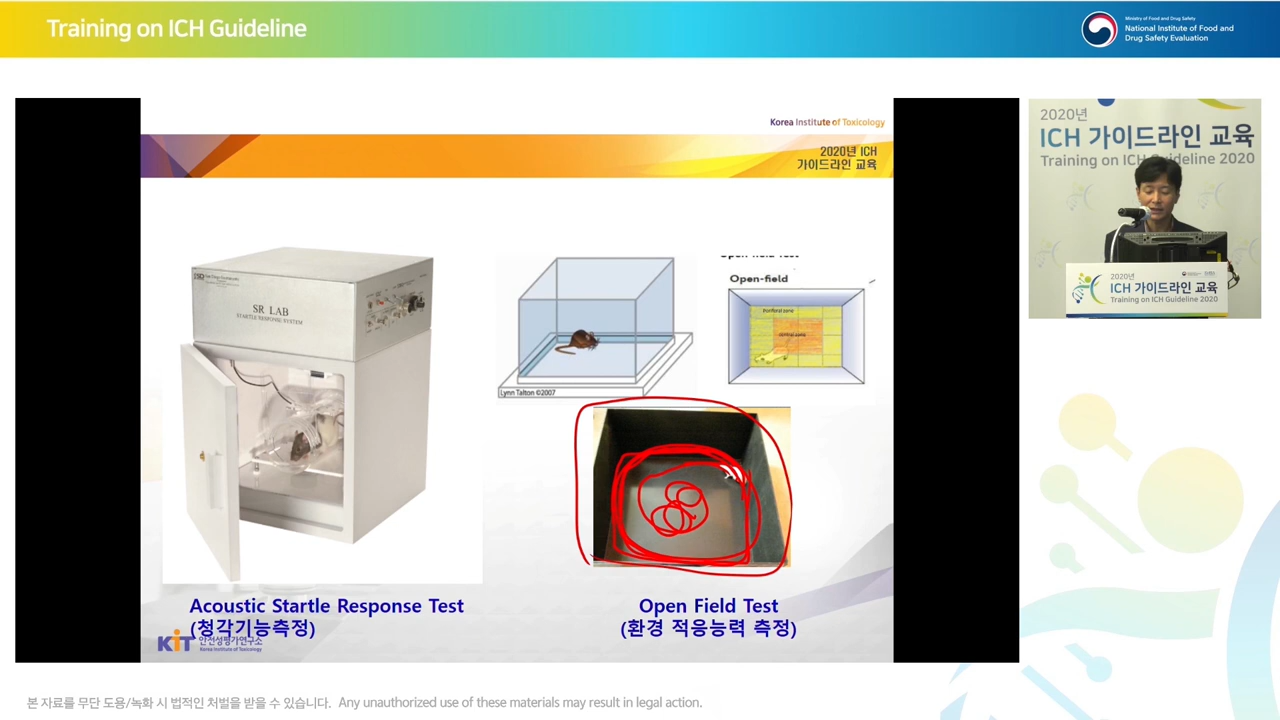 Training on ICH Guideline
Ministry of Food and Drug Safety
National Institute of Food and
Drug Safety Evaluation
Korea Institute of Toxicology
2020년 ICH
가이드라인 교육
SR LAB
STARTLE RESPONSE SYSTEM
Lynn Talton ©2007
Open-field
central zone
Acoustic Startle Response Test
(청각기능측정)
Open Field Test
(환경 적응능력 측정)
KIT 안전성평가연구소
Korea Institute of Toxicology
2020년
ICH 가이드라인 교육
Training on ICH Guideline 2020
2020년
ICH 가이드라인 교육
Training on ICH Guideline 2020
본 자료를 무단 도용/녹화 시 법적인 처벌을 받을 수 있습니다. Any unauthorized use of these materials may result in legal action.